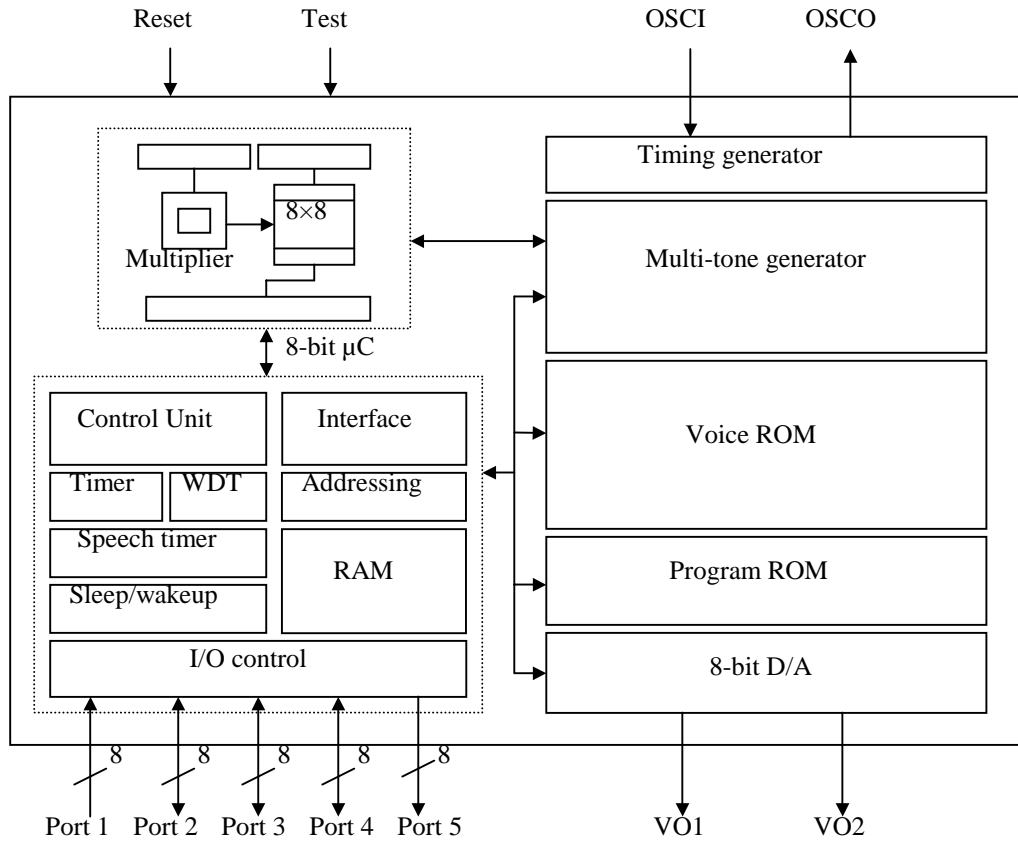 Reset Test OSCI OSCO
Timing generator
8×8
Multiplier
Multi-tone generator
8-bit µC
Control Unit Interface
Voice ROM
Timer WDT Addressing
Speech timer
RAM
Program ROM
Sleep/wakeup
I/O control
8-bit D/A
8 8 8 8 8
Port 1 Port 2 Port 3 Port 4 Port 5 VO1 VO2